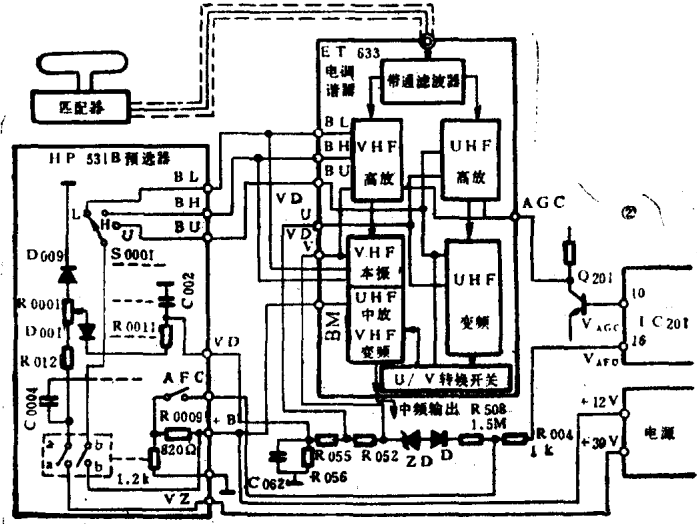 匹配器
ET 633
电调
谐器
带通滤波器
VHF
高放
UHF
高放
HP 531B预选器
BL
BH
BU
BL
BH
BU
L
H
U
S0001
D009
R0001
D001
R012
C0004
C002
R0011
VD
AFC
R0009
+B
820Ω
1.2k
VZ
a
a
b
b
VD
U
VD
V
BM
VHF
本振
UHF
中放
VHF
变频
UHF
变频
U/V转换开关
中频输出
AGC
②
Q201
VAGC
10
IC201
16
VAFC
+12V
电源
+30V
R508
1.5M
R004
1k
R055
R052
ZD
D
C062
R056